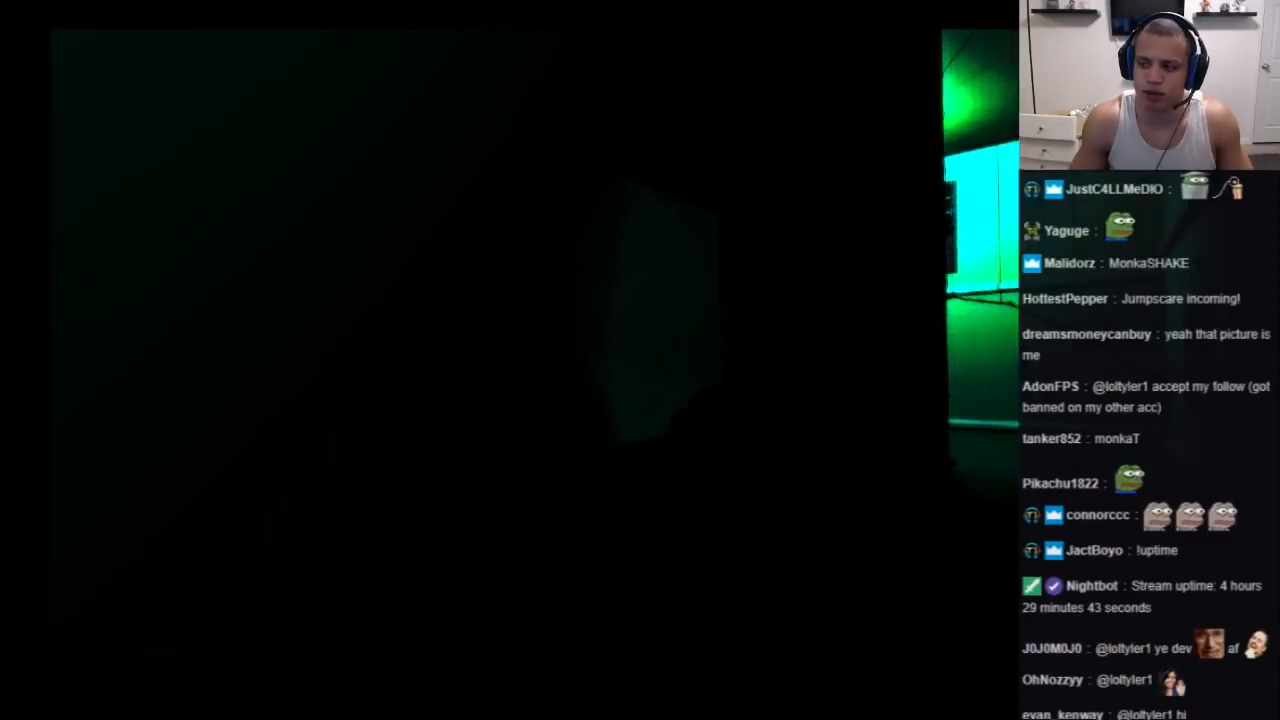 JustC4LLMeDIO :
Yaguge :
Malidorz : MonkaSHAKE
HottestPepper : Jumpscare incoming!
dreamsmoneycanbuy : yeah that picture is
me
AdonFPS : @loltyler1 accept my follow (got
banned on my other acc)
tanker852 : monkaT
Pikachu1822 :
connorccc :
JactBoyo : !uptime
Nightbot : Stream uptime: 4 hours
29 minutes 43 seconds
J0J0M0J0 : @loltyler1 ye dev af
OhNozzyy : @loltyler1
evan_kenway : @loltyler1 hi